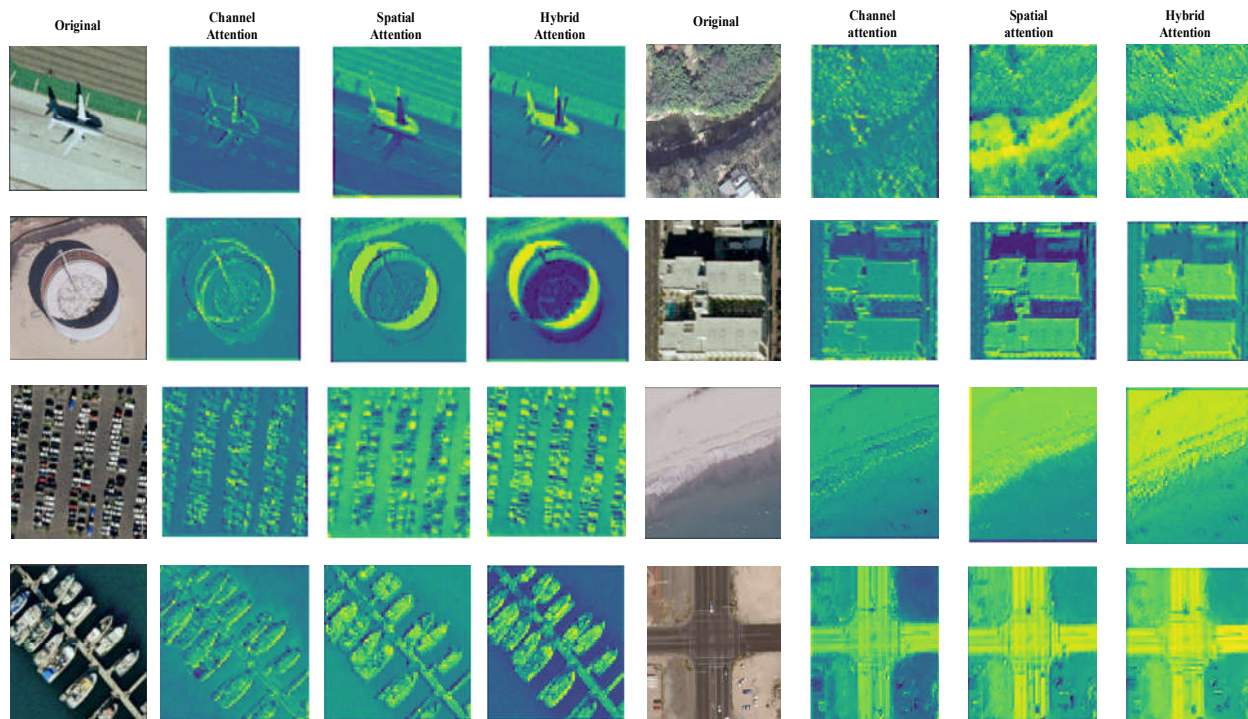 Original
Channel
Attention
Spatial
Attention
Hybrid
Attention
Original
Channel
attention
Spatial
attention
Hybrid
Attention